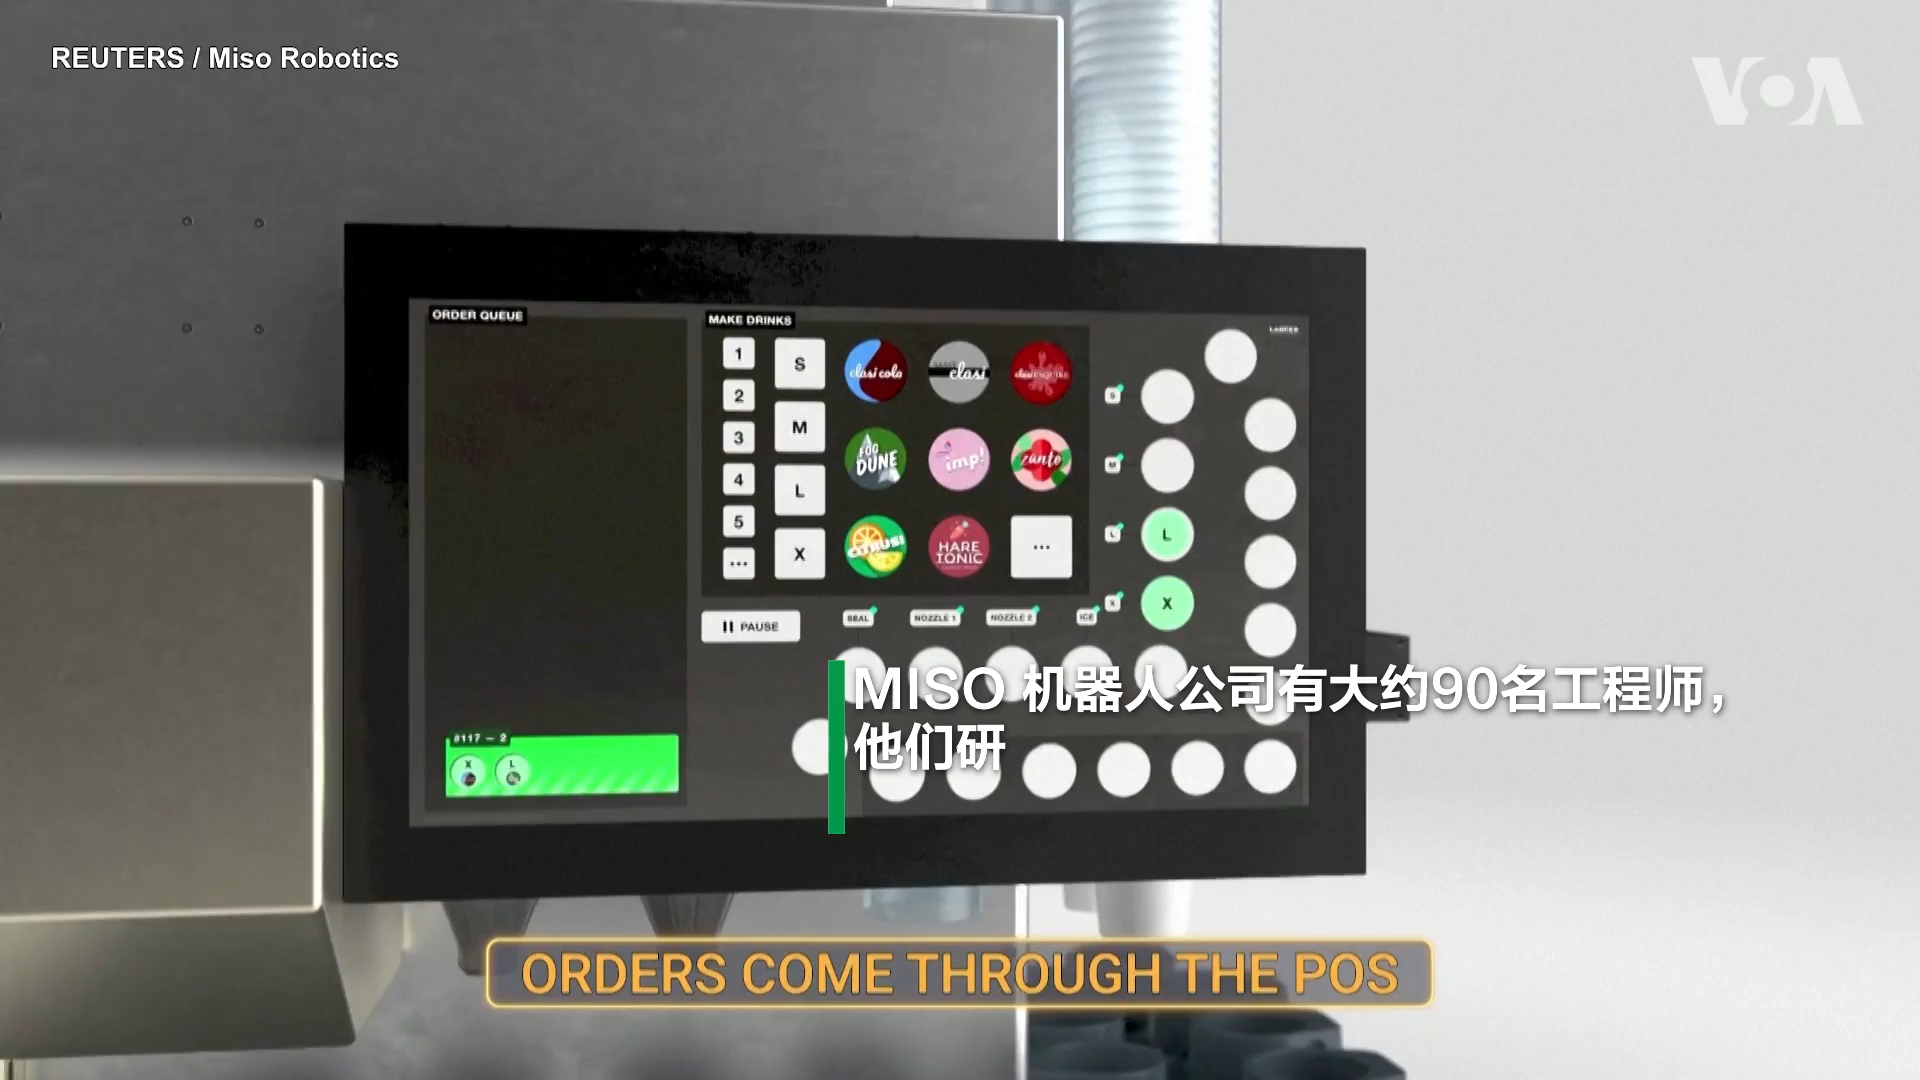 REUTERS / Miso Robotics
VOA
ORDER QUEUE
MAKE DRINKS
1
2
3
4
5
...
S
M
L
X
clasi cola
clasi
FOG
DUNE
imp!
zanto
CITRUSI
HARE
TONIC
...
S
M
L
X
L
X
PAUSE
SEAL
NOZZLE 1
NOZZLE 2
ICE
#117 – 2
X
L
MISO 机器人公司有大约90名工程师，
他们研
ORDERS COME THROUGH THE POS